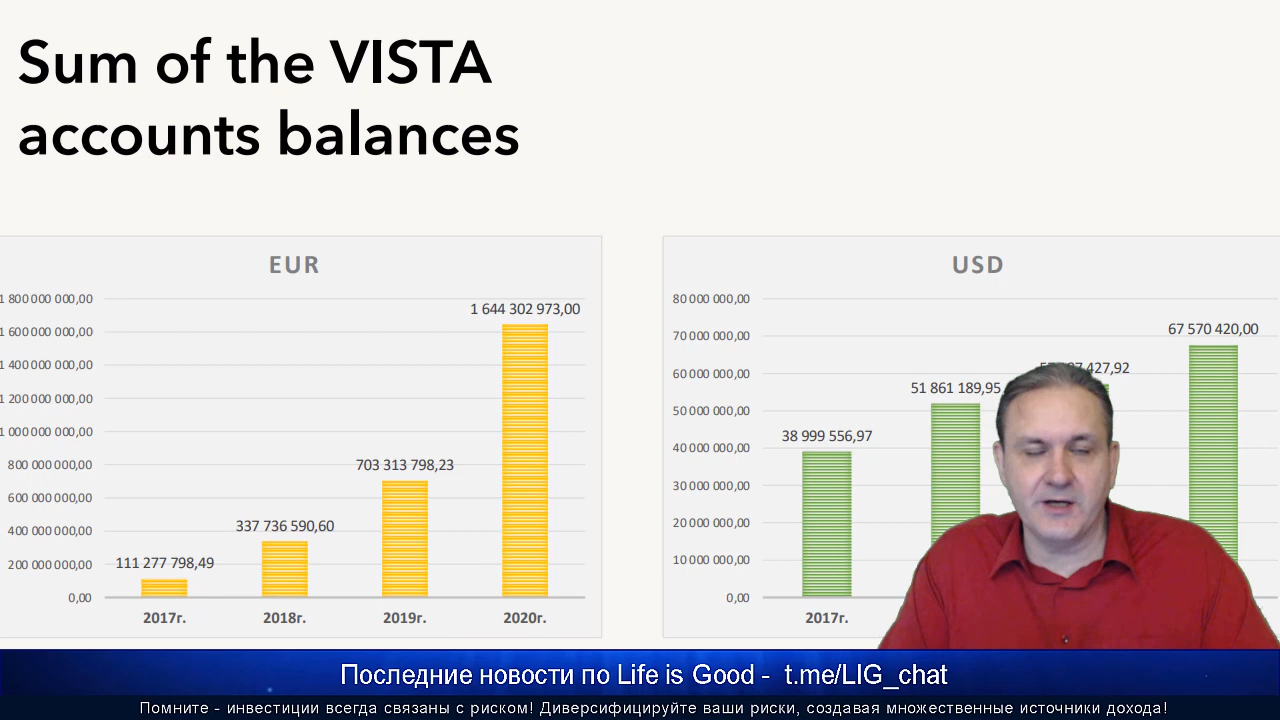 Sum of the VISTA
accounts balances
EUR
1 800 000 000,00
1 600 000 000,00
1 400 000 000,00
1 200 000 000,00
1 000 000 000,00
800 000 000,00
600 000 000,00
400 000 000,00
200 000 000,00
0,00
111 277 798,49
337 736 590,60
703 313 798,23
1 644 302 973,00
2017г.
2018г.
2019г.
2020г.
USD
80 000 000,00
70 000 000,00
60 000 000,00
50 000 000,00
40 000 000,00
30 000 000,00
20 000 000,00
10 000 000,00
0,00
38 999 556,97
51 861 189,95
427,92
67 570 420,00
2017г.
Последние новости по Life is Good - t.me/LIG_chat
Помните - инвестиции всегда связаны с риском! Диверсифицируйте ваши риски, создавая множественные источники дохода!